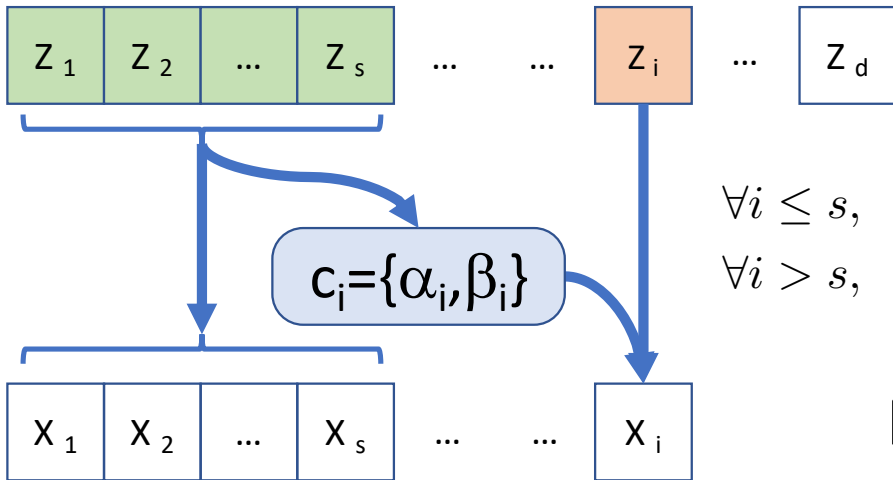 Z 1 Z 2 ... Z s ... ... Z i ... Z d
∀i ≤ s,
c i ={α i ,β i }
∀i > s,
X 1 X 2 ... X s ... ... X i